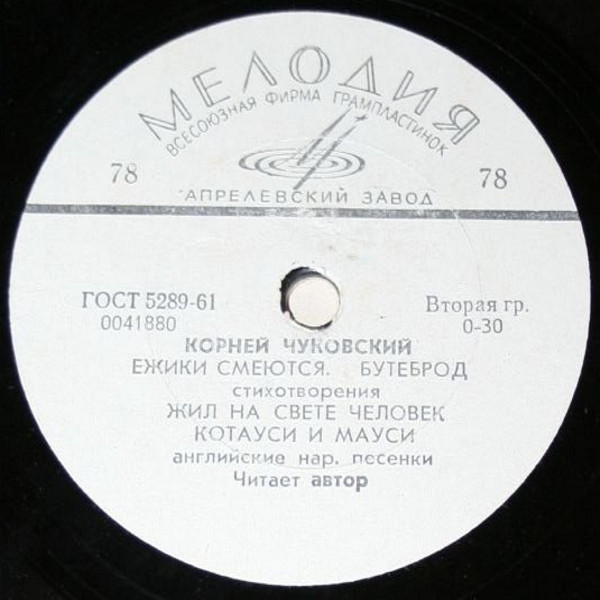 МЕЛОДИЯ
ВСЕСОЮЗНАЯ ФИРМА ГРАМПЛАСТИНОК
78 78
АПРЕЛЕВСКИЙ ЗАВОД
ГОСТ 5289-61 Вторая гр.
0041880 0-30
КОРНЕЙ ЧУКОВСКИЙ
ЕЖИКИ СМЕЮТСЯ. БУТЕБРОД
стихотворения
ЖИЛ НА СВЕТЕ ЧЕЛОВЕК
КОТАУСИ И МАУСИ
английские нар. песенки
Читает автор